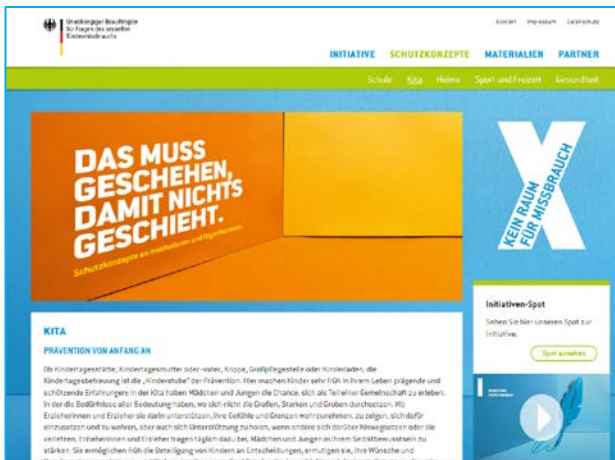 Unabhängiger Beauftragter
für Fragen des sexuellen
Kindesmissbrauchs
Kontakt Impressum Datenschutz
INITIATIVE SCHUTZKONZEPTE MATERIALIEN PARTNER
Schule Kita Heime Sport und Freizeit Gesundheit
DAS MUSS
GESCHEHEN,
DAMIT NICHTS
GESCHIEHT.
Schutzkonzepte an Institutionen und Organisationen.
KEIN RAUM
FÜR MISSBRAUCH
Initiativen-Spot
Sehen Sie hier unseren Spot zur
Initiative.
Spot ansehen
KITA
PRÄVENTION VON ANFANG AN
Ob Kindertagesstätte, Kindertagesmutter oder -vater, Krippe, Großpflegestelle oder Kinderladen, die
Kindertagesbetreuung ist die „Kinderstube“ der Prävention. Hier machen Kinder sehr früh in ihrem Leben prägende und
schützende Erfahrungen: In der Kita haben Mädchen und Jungen die Chance, sich als Teil einer Gemeinschaft zu erleben,
in der die Bedürfnisse aller Bedeutung haben, wo sich nicht die Großen, Starken und Groben durchsetzen. Wo
Erzieherinnen und Erzieher sie darin unterstützen, ihre Gefühle und Grenzen wahrzunehmen, zu zeigen, sich dafür
einzusetzen und zu wehren, aber auch sich Unterstützung zu holen, wenn andere sich darüber hinwegsetzen oder sie
verletzen. Erzieherinnen und Erzieher fragen täglich dazu bei, Mädchen und Jungen in ihrem Selbstbewusstsein zu
stärken. Sie ermöglichen früh die Beteiligung von Kindern an Entscheidungen, ermutigen sie, ihre Wünsche und